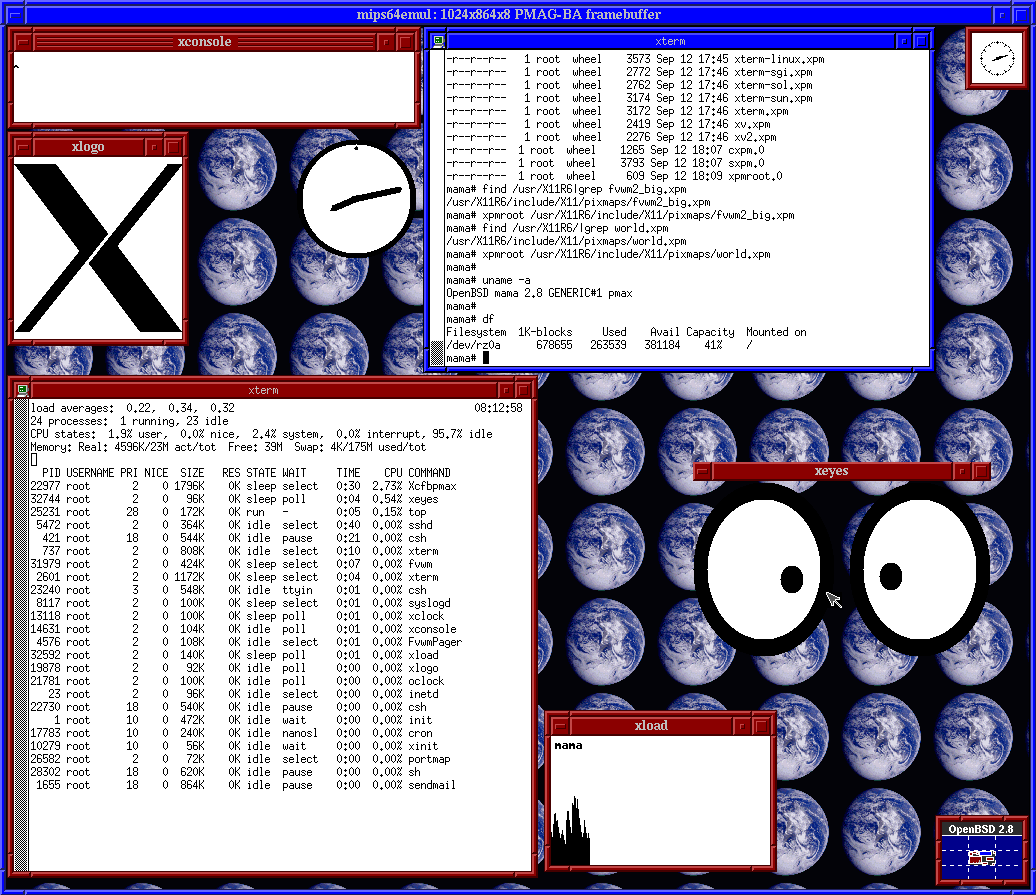 mips64emul: 1024x864x8 PMAG-BA framebuffer
xconsole
^
xlogo
xterm
-r--r--r-- 1 root wheel 3573 Sep 12 17:45 xterm-linux.xpm
-r--r--r-- 1 root wheel 2772 Sep 12 17:46 xterm-sgi.xpm
-r--r--r-- 1 root wheel 2762 Sep 12 17:46 xterm-sol.xpm
-r--r--r-- 1 root wheel 3174 Sep 12 17:46 xterm-sun.xpm
-r--r--r-- 1 root wheel 3172 Sep 12 17:46 xterm.xpm
-r--r--r-- 1 root wheel 2419 Sep 12 17:46 xv.xpm
-r--r--r-- 1 root wheel 2276 Sep 12 17:46 xv2.xpm
-r--r--r-- 1 root wheel 1265 Sep 12 18:07 cxpm.0
-r--r--r-- 1 root wheel 3793 Sep 12 18:07 sxpm.0
-r--r--r-- 1 root wheel 609 Sep 12 18:09 xpmroot.0
mama# find /usr/X11R6|grep fvwm2_big.xpm
/usr/X11R6/include/X11/pixmaps/fvwm2_big.xpm
mama# xpmroot /usr/X11R6/include/X11/pixmaps/fvwm2_big.xpm
mama# find /usr/X11R6/|grep world.xpm
/usr/X11R6/include/X11/pixmaps/world.xpm
mama# xpmroot /usr/X11R6/include/X11/pixmaps/world.xpm
mama#
mama# uname -a
OpenBSD mama 2.8 GENERIC#1 pmax
mama#
mama# df
Filesystem 1K-blocks Used Avail Capacity Mounted on
/dev/rz0a 678655 263539 381184 41% /
mama#
xterm
load averages: 0.22, 0.34, 0.32 08:12:58
24 processes: 1 running, 23 idle
CPU states: 1.9% user, 0.0% nice, 2.4% system, 0.0% interrupt, 95.7% idle
Memory: Real: 4596K/23M act/tot Free: 39M Swap: 4K/175M used/tot
PID USERNAME PRI NICE SIZE RES STATE WAIT TIME CPU COMMAND
22977 root 2 0 1796K 0K sleep select 0:30 2.73% Xcfbpmax
32744 root 2 0 96K 0K sleep poll 0:04 0.54% xeyes
25231 root 28 0 172K 0K run - 0:05 0.15% top
5472 root 2 0 364K 0K idle select 0:40 0.00% sshd
421 root 18 0 544K 0K idle pause 0:21 0.00% csh
737 root 2 0 808K 0K idle select 0:10 0.00% xterm
31979 root 2 0 424K 0K sleep select 0:07 0.00% fvwm
2601 root 2 0 1172K 0K sleep select 0:04 0.00% xterm
23240 root 3 0 548K 0K idle ttyin 0:01 0.00% csh
8117 root 2 0 100K 0K sleep select 0:01 0.00% syslogd
13118 root 2 0 100K 0K sleep poll 0:01 0.00% xclock
14631 root 2 0 104K 0K idle poll 0:01 0.00% xconsole
4576 root 2 0 108K 0K idle select 0:01 0.00% FvwmPager
32592 root 2 0 140K 0K sleep poll 0:01 0.00% xload
19878 root 2 0 92K 0K idle poll 0:00 0.00% xlogo
21781 root 2 0 100K 0K idle poll 0:00 0.00% oclock
23 root 2 0 96K 0K idle select 0:00 0.00% inetd
22730 root 18 0 540K 0K idle pause 0:00 0.00% csh
1 root 10 0 472K 0K idle wait 0:00 0.00% init
17783 root 10 0 240K 0K idle nanosl 0:00 0.00% cron
10279 root 10 0 56K 0K idle wait 0:00 0.00% xinit
26582 root 2 0 72K 0K idle select 0:00 0.00% portmap
28302 root 18 0 620K 0K idle pause 0:00 0.00% sh
1655 root 18 0 864K 0K idle pause 0:00 0.00% sendmail
xeyes
xload
mama
OpenBSD 2.8